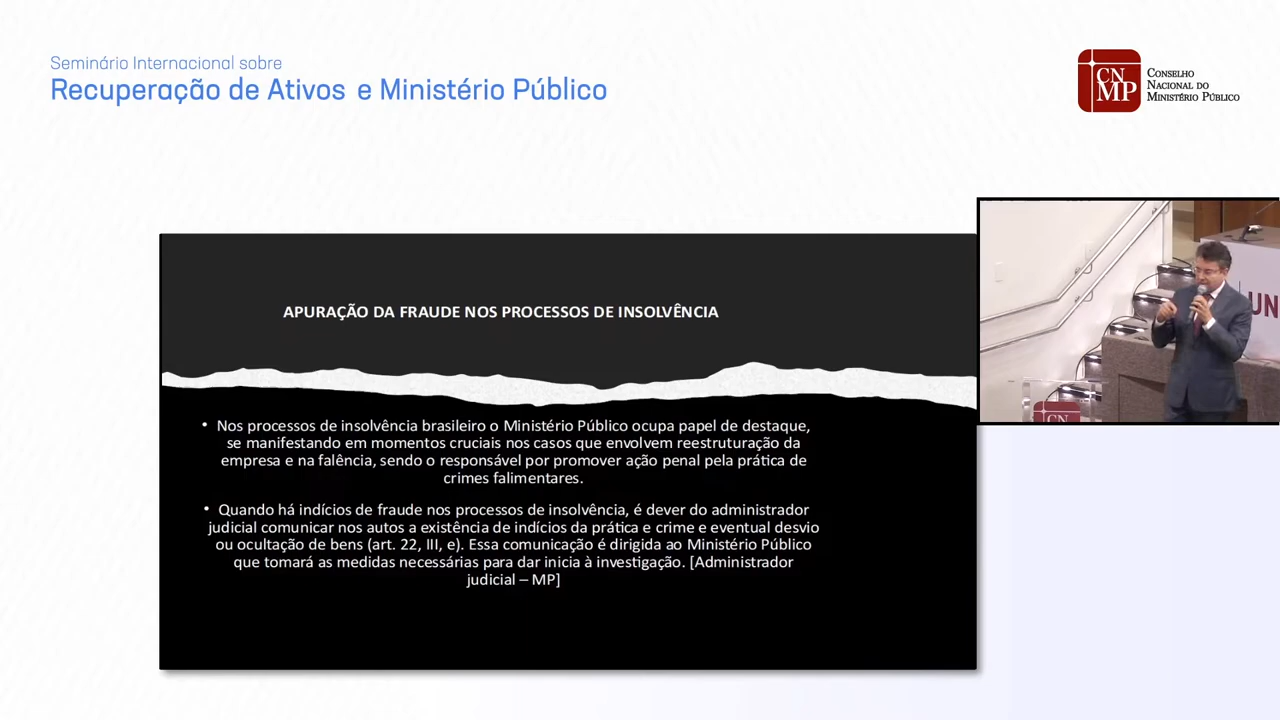 Seminário Internacional sobre
Recuperação de Ativos e Ministério Público
CN
MP
CONSELHO
NACIONAL DO
MINISTÉRIO PÚBLICO
APURAÇÃO DA FRAUDE NOS PROCESSOS DE INSOLVÊNCIA
• Nos processos de insolvência brasileiro o Ministério Público ocupa papel de destaque,
se manifestando em momentos cruciais nos casos que envolvem reestruturação da
empresa e na falência, sendo o responsável por promover ação penal pela prática de
crimes falimentares.
• Quando há indícios de fraude nos processos de insolvência, é dever do administrador
judicial comunicar nos autos a existência de indícios da prática e crime e eventual desvio
ou ocultação de bens (art. 22, III, e). Essa comunicação é dirigida ao Ministério Público
que tomará as medidas necessárias para dar inicia à investigação. [Administrador
judicial – MP]
UN
CN